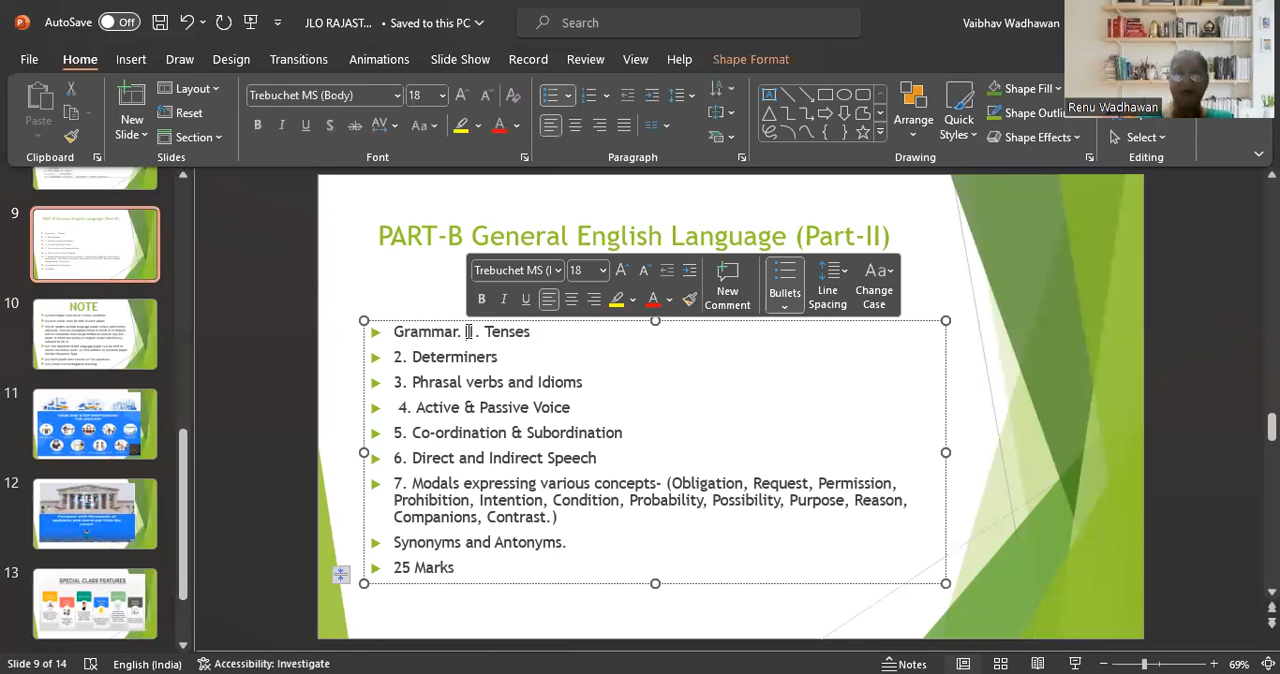 AutoSave Off JLO RAJAST... • Saved to this PC Search Vaibhav Wadhawan
File Home Insert Draw Design Transitions Animations Slide Show Record Review View Help Shape Format
Renu Wadhawan
Paste New Slide Layout Reset Section Trebuchet MS (Body) 18 Arrange Quick Styles Shape Fill Shape Outli Shape Effects Select
Clipboard Slides Font Paragraph Drawing Editing
9
10
NOTE
11
12
13
SPECIAL CLASS FEATURES
PART-B General English Language (Part-II)
Trebuchet MS ( 18 New Comment Bullets Line Spacing Change Case
Grammar. 1. Tenses
2. Determiners
3. Phrasal verbs and Idioms
4. Active & Passive Voice
5. Co-ordination & Subordination
6. Direct and Indirect Speech
7. Modals expressing various concepts- (Obligation, Request, Permission,
Prohibition, Intention, Condition, Probability, Possibility, Purpose, Reason,
Companions, Contrast.)
Synonyms and Antonyms.
25 Marks
Slide 9 of 14 English (India) Accessibility: Investigate Notes 69%